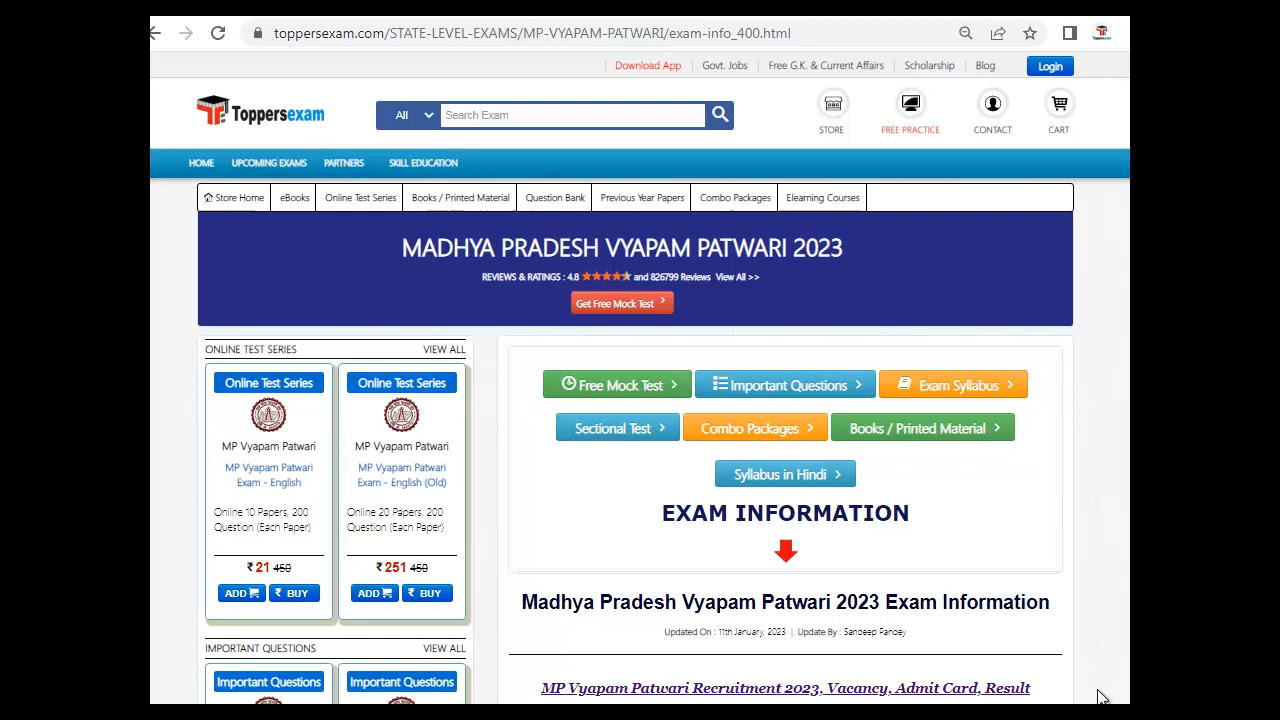 toppersexam.com/STATE-LEVEL-EXAMS/MP-VYAPAM-PATWARI/exam-info_400.html
Download App Govt. Jobs Free G.K. & Current Affairs Scholarship Blog Login
Toppersexam All Search Exam
STORE FREE PRACTICE CONTACT CART
HOME UPCOMING EXAMS PARTNERS SKILL EDUCATION
Store Home eBooks Online Test Series Books / Printed Material Question Bank Previous Year Papers Combo Packages Elearning Courses
MADHYA PRADESH VYAPAM PATWARI 2023
REVIEWS & RATINGS : 4.8 and 826799 Reviews View All >>
Get Free Mock Test
ONLINE TEST SERIES VIEW ALL
Online Test Series
MP Vyapam Patwari
MP Vyapam Patwari
Exam - English
Online 10 Papers, 200
Question (Each Paper)
₹ 21 450
ADD ₹ BUY
Online Test Series
MP Vyapam Patwari
MP Vyapam Patwari
Exam - English (Old)
Online 20 Papers, 200
Question (Each Paper)
₹ 251 450
ADD ₹ BUY
IMPORTANT QUESTIONS VIEW ALL
Important Questions Important Questions
Free Mock Test Important Questions Exam Syllabus
Sectional Test Combo Packages Books / Printed Material
Syllabus in Hindi
EXAM INFORMATION
Madhya Pradesh Vyapam Patwari 2023 Exam Information
Updated On : 11th January, 2023 | Update By : Sandeep Pandey
MP Vyapam Patwari Recruitment 2023, Vacancy, Admit Card, Result